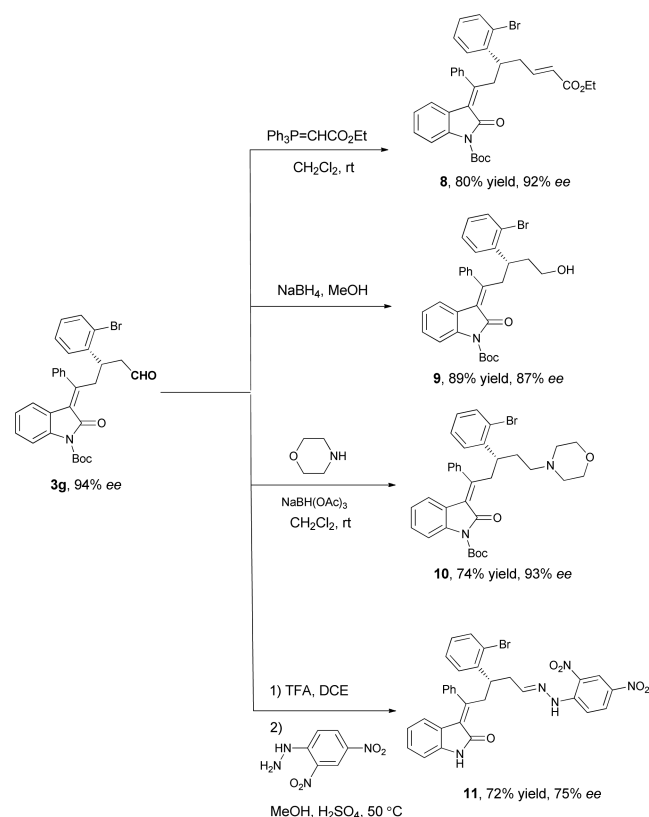 Br
Ph
CO₂Et
O
N
Boc
Ph₃P=CHCO₂Et
CH₂Cl₂, rt
8, 80% yield, 92% ee
Br
Ph
OH
O
N
Boc
NaBH₄, MeOH
9, 89% yield, 87% ee
Br
Ph
CHO
O
N
Boc
3g, 94% ee
O NH
NaBH(OAc)₃
CH₂Cl₂, rt
Br
Ph
N
O
O
N
Boc
10, 74% yield, 93% ee
1) TFA, DCE
2)
H
N
H₂N
NO₂
O₂N
MeOH, H₂SO₄, 50 °C
Br
Ph
NO₂
NO₂
N
NH
O
N
H
11, 72% yield, 75% ee